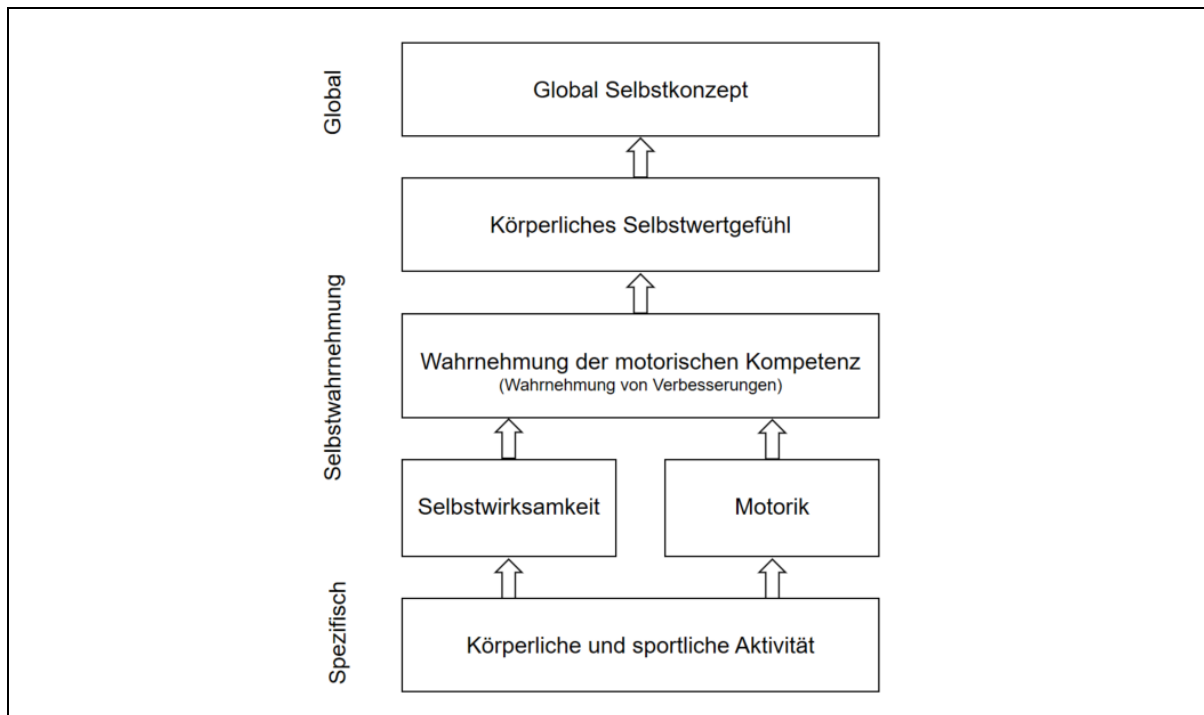 Global
Global Selbstkonzept
Körperliches Selbstwertgefühl
Selbstwahrnehmung
Wahrnehmung der motorischen Kompetenz
(Wahrnehmung von Verbesserungen)
Selbstwirksamkeit
Motorik
Spezifisch
Körperliche und sportliche Aktivität